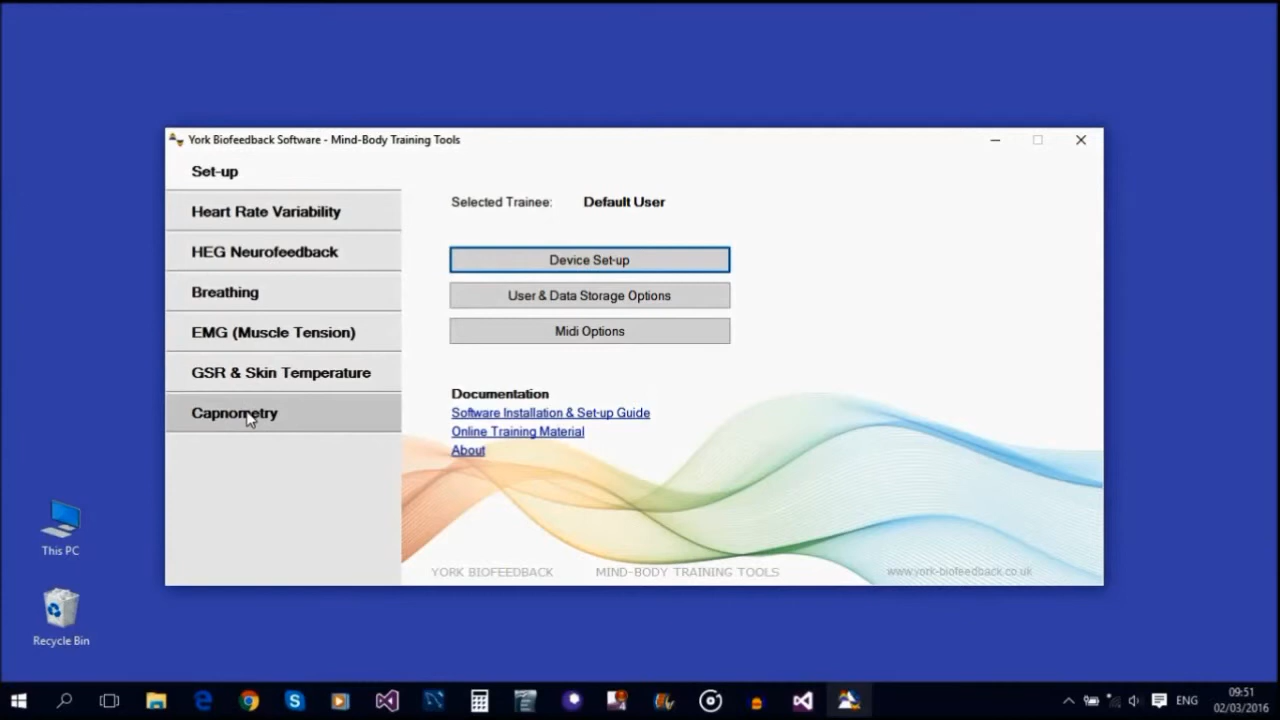 York Biofeedback Software - Mind-Body Training Tools
Set-up
Heart Rate Variability
HEG Neurofeedback
Breathing
EMG (Muscle Tension)
GSR & Skin Temperature
Capnometry
Selected Trainee: Default User
Device Set-up
User & Data Storage Options
Midi Options
Documentation
Software Installation & Set-up Guide
Online Training Material
About
YORK BIOFEEDBACK MIND-BODY TRAINING TOOLS www.york-biofeedback.co.uk
This PC
Recycle Bin
ENG
09:51
02/03/2016